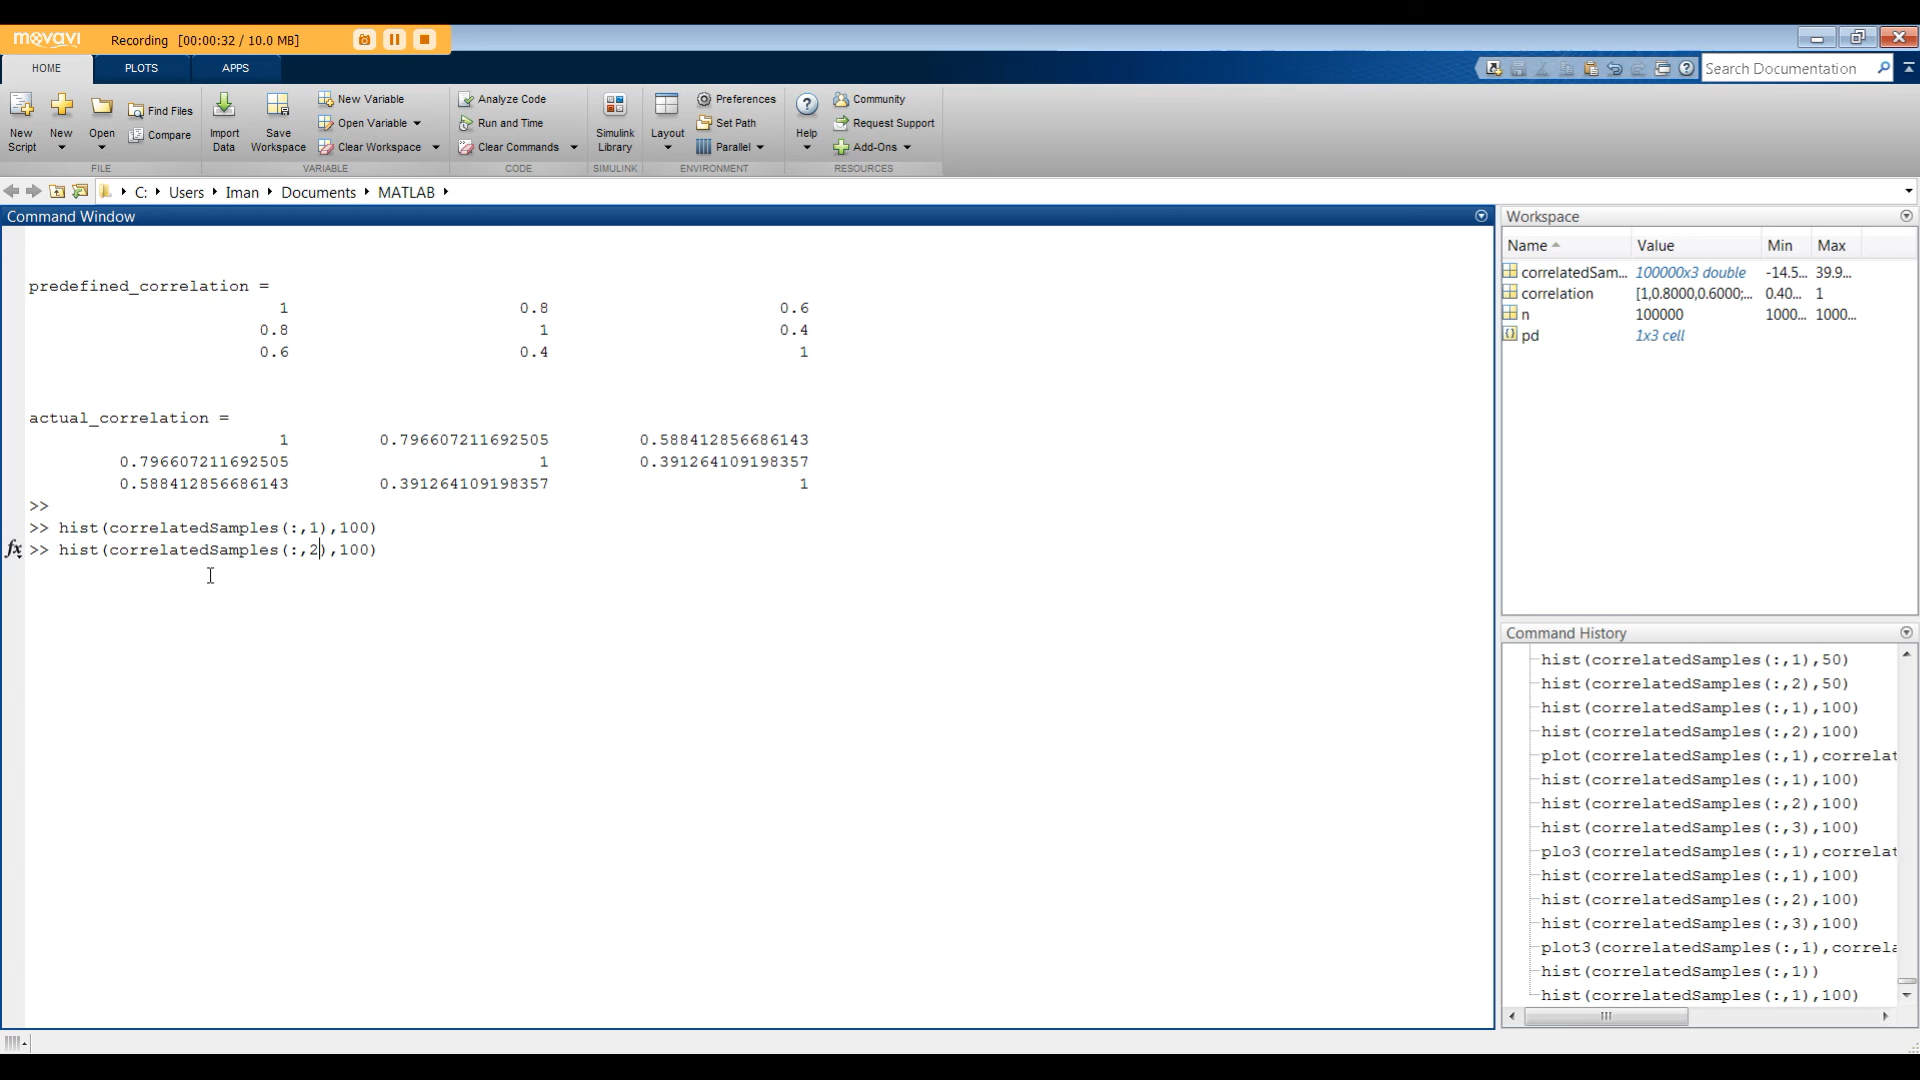 movavi Recording [00:00:32 / 10.0 MB]
HOME PLOTS APPS
Search Documentation
New Script
New
Open
Find Files
Compare
FILE
Import Data
Save Workspace
New Variable
Open Variable
Clear Workspace
VARIABLE
Analyze Code
Run and Time
Clear Commands
CODE
Simulink Library
SIMULINK
Layout
Preferences
Set Path
Parallel
ENVIRONMENT
Help
Community
Request Support
Add-Ons
RESOURCES
C: Users Iman Documents MATLAB
Command Window
predefined_correlation =
1 0.8 0.6
0.8 1 0.4
0.6 0.4 1
actual_correlation =
1 0.796607211692505 0.588412856686143
0.796607211692505 1 0.391264109198357
0.588412856686143 0.391264109198357 1
>>
>> hist(correlatedSamples(:,1),100)
fx >> hist(correlatedSamples(:,2),100)
Workspace
Name Value Min Max
correlatedSam... 100000x3 double -14.5... 39.9...
correlation [1,0.8000,0.6000;... 0.40... 1
n 100000 1000... 1000...
pd 1x3 cell
Command History
hist(correlatedSamples(:,1),50)
hist(correlatedSamples(:,2),50)
hist(correlatedSamples(:,1),100)
hist(correlatedSamples(:,2),100)
plot(correlatedSamples(:,1),correlat
hist(correlatedSamples(:,1),100)
hist(correlatedSamples(:,2),100)
hist(correlatedSamples(:,3),100)
plo3(correlatedSamples(:,1),correlat
hist(correlatedSamples(:,1),100)
hist(correlatedSamples(:,2),100)
hist(correlatedSamples(:,3),100)
plot3(correlatedSamples(:,1),correla
hist(correlatedSamples(:,1))
hist(correlatedSamples(:,1),100)